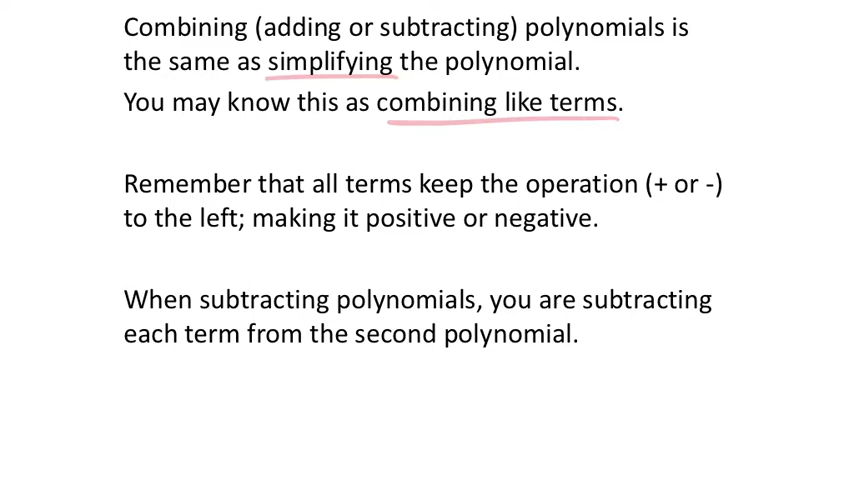 Combining (adding or subtracting) polynomials is
the same as simplifying the polynomial.
You may know this as combining like terms.
Remember that all terms keep the operation (+ or -)
to the left; making it positive or negative.
When subtracting polynomials, you are subtracting
each term from the second polynomial.